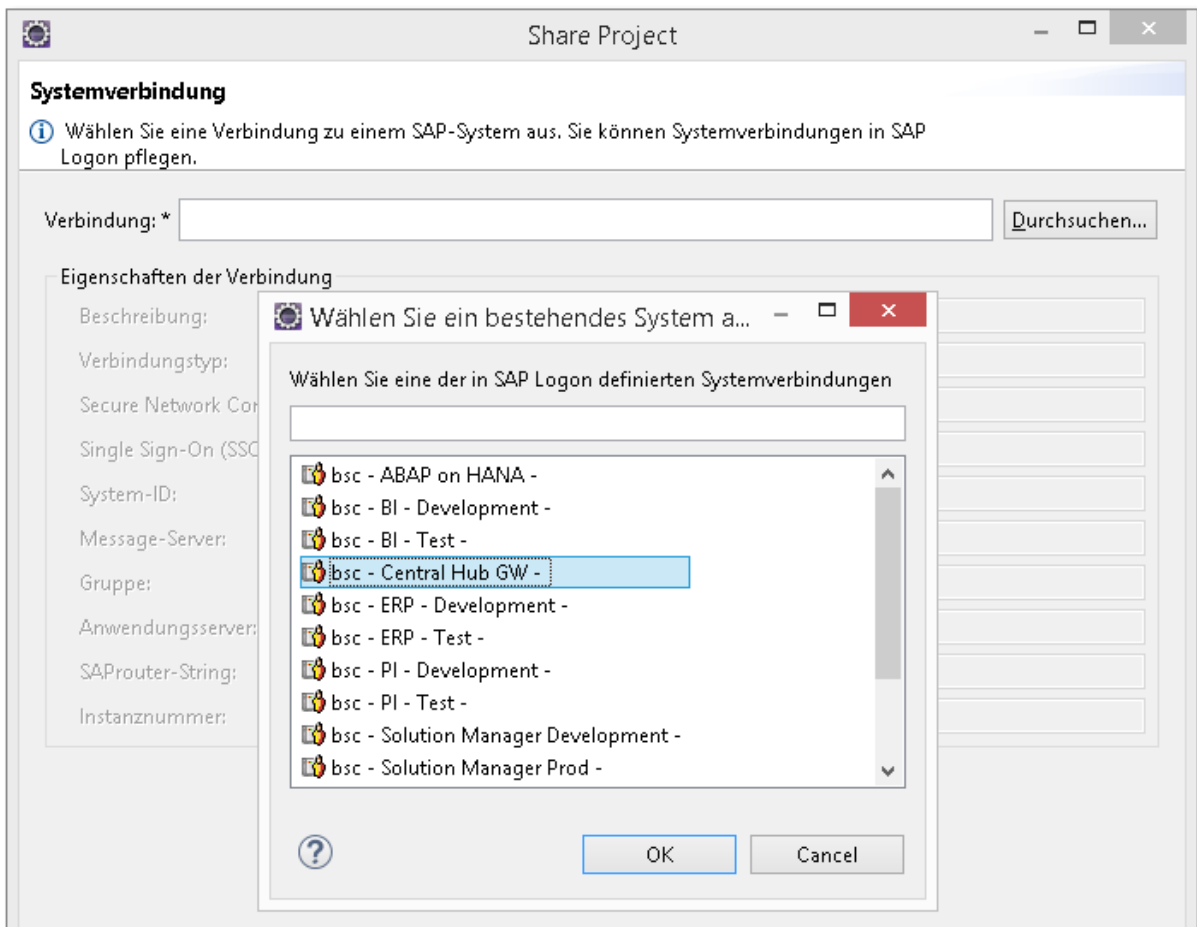 Share Project
Systemverbindung
Wählen Sie eine Verbindung zu einem SAP-System aus. Sie können Systemverbindungen in SAP
Logon pflegen.
Verbindung: * Durchsuchen...
Eigenschaften der Verbindung
Beschreibung:
Verbindungstyp:
Secure Network Cor
Single Sign-On (SSO
System-ID:
Message-Server:
Gruppe:
Anwendungsserver:
SAProuter-String:
Instanznummer:
Wählen Sie ein bestehendes System a...
Wählen Sie eine der in SAP Logon definierten Systemverbindungen
bsc - ABAP on HANA -
bsc - BI - Development -
bsc - BI - Test -
bsc - Central Hub GW -
bsc - ERP - Development -
bsc - ERP - Test -
bsc - PI - Development -
bsc - PI - Test -
bsc - Solution Manager Development -
bsc - Solution Manager Prod -
OK Cancel